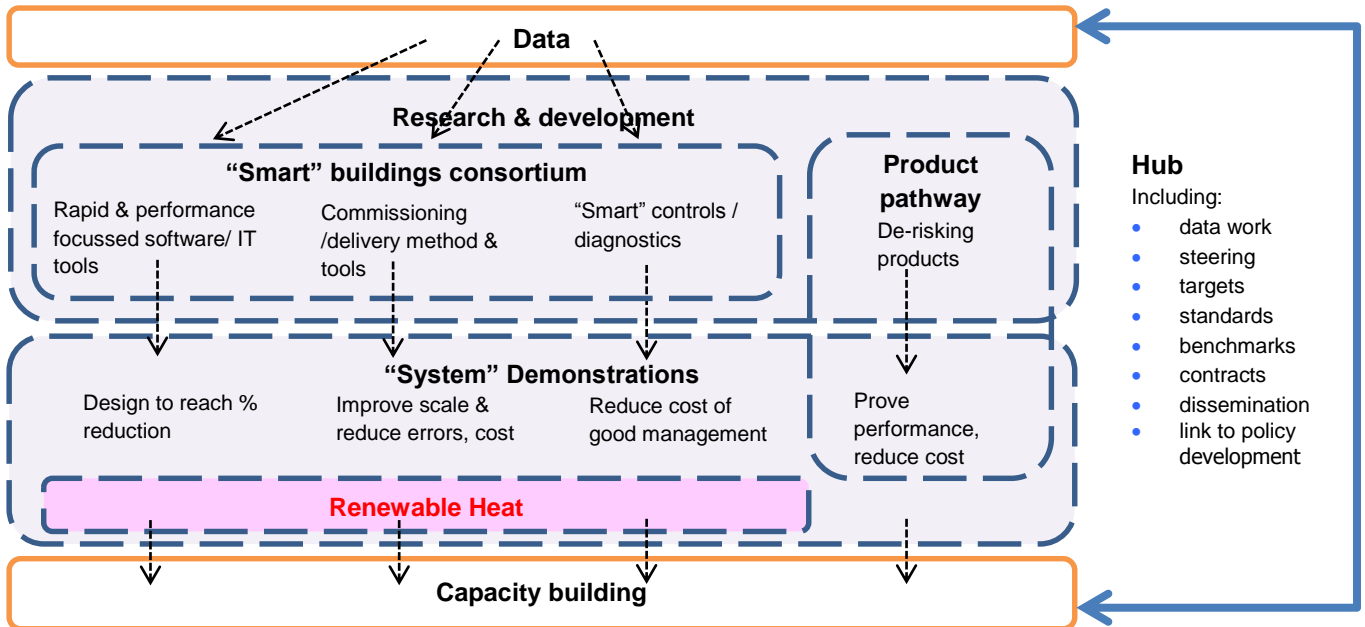 Data
Research & development
“Smart” buildings consortium
Rapid & performance
focussed software/ IT
tools
Commissioning
/delivery method &
tools
“Smart” controls /
diagnostics
Product
pathway
De-risking
products
“System” Demonstrations
Design to reach %
reduction
Improve scale &
reduce errors, cost
Reduce cost of
good management
Prove
performance,
reduce cost
Renewable Heat
Capacity building
Hub
Including:
• data work
• steering
• targets
• standards
• benchmarks
• contracts
• dissemination
• link to policy
development